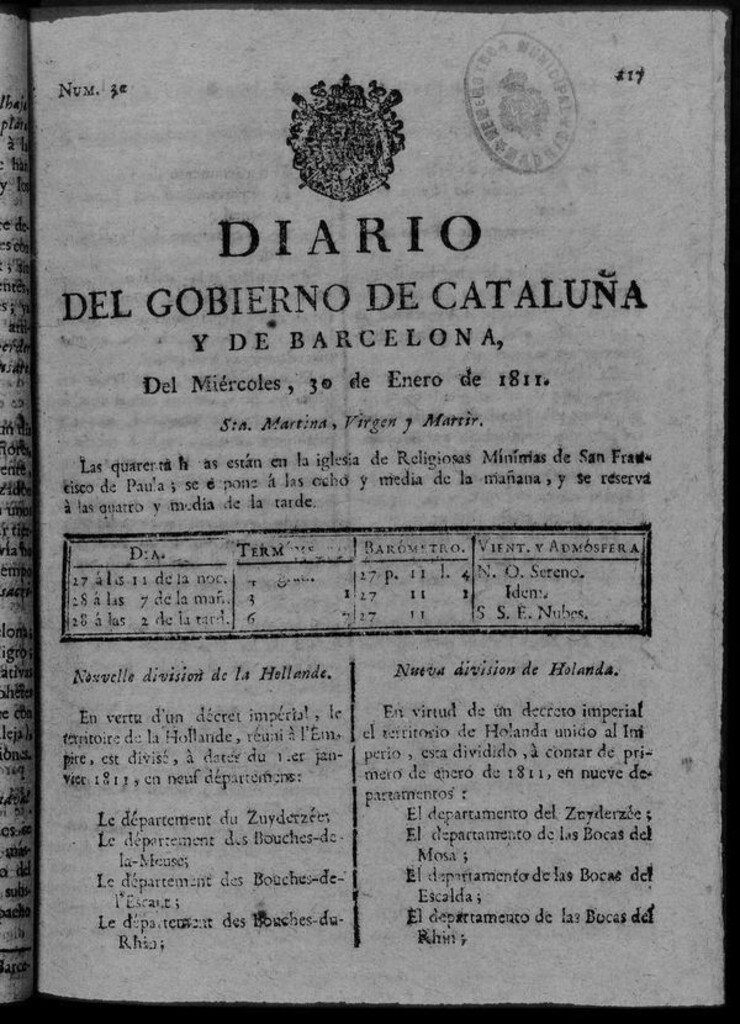 NUM. 30
117
HEMEROTECA MUNICIPAL
DIARIO
DEL GOBIERNO DE CATALUÑA
Y DE BARCELONA,
Del Miércoles, 30 de Enero de 1811.
Sta. Martina, Virgen y Martir.
Las quarenta h as están en la iglesia de Religiosas Mínimas de San Fran-
cisco de Paula; se e pone á las ocho y media de la mañana, y se reserva
á las quatro y media de la tarde.
DIA. TERM BARÓMETRO. VIENT. Y ADMÓSFERA
27 á las 11 de la noc. 4 27 p. 11 l. 4 N. O. Sereno.
28 á las 7 de la mañ. 3 1 27 11 1 Idem.
28 á las 2 de la tard. 6 7 27 11 S S. E. Nubes.
Nouvelle division de la Hollande.
En vertu d'un décret impérial, le
territoire de la Hollande, réuni à l'Em-
pire, est divisé, à dater du 1.er jan-
vier 1811, en neuf départemens:
Le département du Zuyderzée;
Le département des Bouches-de-
la-Meuse;
Le département des Bouches-de-
l'Escaut;
Le département des Bouches-du-
Rhin;
Nueva division de Holanda.
En virtud de un decreto imperial
el territorio de Holanda unido al Im
perio, esta dividido, à contar de pri-
mero de enero de 1811, en nueve de-
partamentos:
El departamento del Zuyderzée;
El departamento de las Bocas del
Mosa;
El departamento de las Bocas del
Escalda;
El departamento de las Bocas del
Rhin;